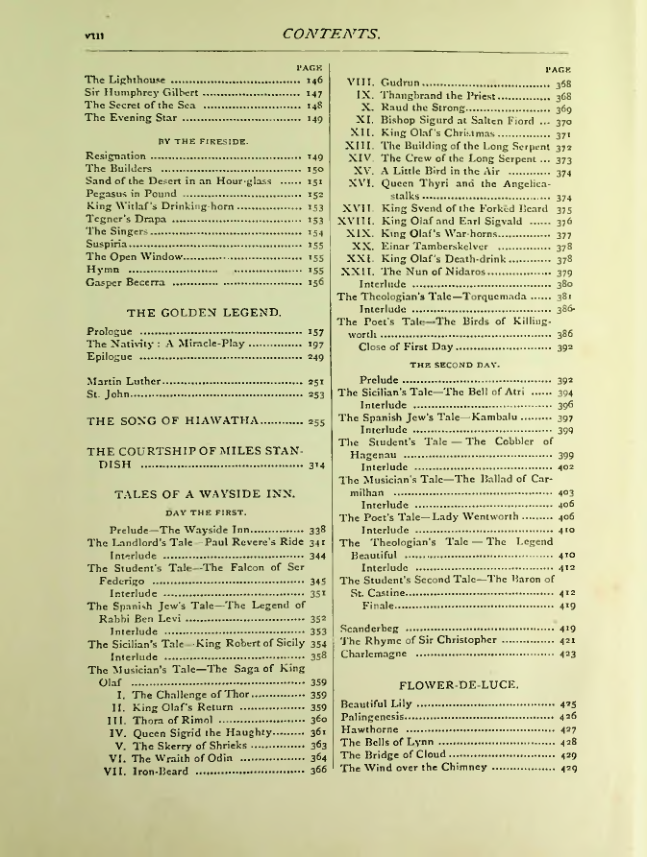 viii
CONTENTS.
PAGE
The Lighthouse ................................ 146
Sir Humphrey Gilbert ......................... 147
The Secret of the Sea ........................ 148
The Evening Star .............................. 149
BY THE FIRESIDE.
Resignation .................................... 149
The Builders ................................... 150
Sand of the Desert in an Hour-glass ...... 151
Pegasus in Pound ............................. 152
King Witlaf's Drinking-horn ................. 153
Tegner's Drapa ................................ 153
The Singers .................................... 154
Suspiria ......................................... 155
The Open Window............................. 155
Hymn ............................................ 155
Gasper Becerra ................................ 156
THE GOLDEN LEGEND.
Prologue ........................................ 157
The Nativity : A Miracle-Play ............... 197
Epilogue ........................................ 249
Martin Luther................................... 251
St. John.......................................... 253
THE SONG OF HIAWATHA........... 255
THE COURTSHIP OF MILES STAN-
DISH ............................................. 314
TALES OF A WAYSIDE INN.
DAY THE FIRST.
Prelude—The Wayside Inn............. 338
The Landlord's Tale—Paul Revere's Ride 341
Interlude .................................... 344
The Student's Tale—The Falcon of Ser
Federigo ..................................... 345
Interlude .................................... 351
The Spanish Jew's Tale—The Legend of
Rabbi Ben Levi ............................ 352
Interlude .................................... 353
The Sicilian's Tale—King Robert of Sicily 354
Interlude .................................... 358
The Musician's Tale—The Saga of King
Olaf ........................................... 359
I. The Challenge of Thor............. 359
II. King Olaf's Return ................ 359
III. Thora of Rimol .................... 360
IV. Queen Sigrid the Haughty........ 361
V. The Skerry of Shrieks ............. 363
VI. The Wraith of Odin ............... 364
VII. Iron-Beard .......................... 366
PAGE
VIII. Gudrun ............................... 368
IX. Thangbrand the Priest............. 368
X. Raud the Strong.................... 369
XI. Bishop Sigurd at Salten Fiord ... 370
XII. King Olaf's Christmas ............. 371
XIII. The Building of the Long Serpent 372
XIV. The Crew of the Long Serpent ... 373
XV. A Little Bird in the Air ........... 374
XVI. Queen Thyri and the Angelica-
stalks ................................. 374
XVII. King Svend of the Forked Beard 375
XVIII. King Olaf and Earl Sigvald ...... 376
XIX. King Olaf's War-horns............. 377
XX. Einar Tamberskelver ............. 378
XXI. King Olaf's Death-drink........... 378
XXII. The Nun of Nidaros................ 379
Interlude .................................... 380
The Theologian's Tale—Torquemada ...... 381
Interlude .................................... 386
The Poet's Tale—The Birds of Killing-
worth .......................................... 386
Close of First Day ....................... 392
THE SECOND DAY.
Prelude ...................................... 392
The Sicilian's Tale—The Bell of Atri ...... 394
Interlude .................................... 396
The Spanish Jew's Tale—Kambalu ........ 397
Interlude .................................... 399
The Student's Tale — The Cobbler of
Hagenau ..................................... 399
Interlude .................................... 402
The Musician's Tale—The Ballad of Car-
milhan ........................................ 403
Interlude .................................... 406
The Poet's Tale—Lady Wentworth ........ 406
Interlude .................................... 410
The Theologian's Tale — The Legend
Beautiful ..................................... 410
Interlude .................................... 412
The Student's Second Tale—The Baron of
St. Castine.................................... 412
Finale......................................... 419
Scanderbeg ..................................... 419
The Rhyme of Sir Christopher .............. 421
Charlemagne ................................... 423
FLOWER-DE-LUCE.
Beautiful Lily ................................... 425
Palingenesis..................................... 426
Hawthorne ...................................... 427
The Bells of Lynn .............................. 428
The Bridge of Cloud........................... 429
The Wind over the Chimney ................ 429